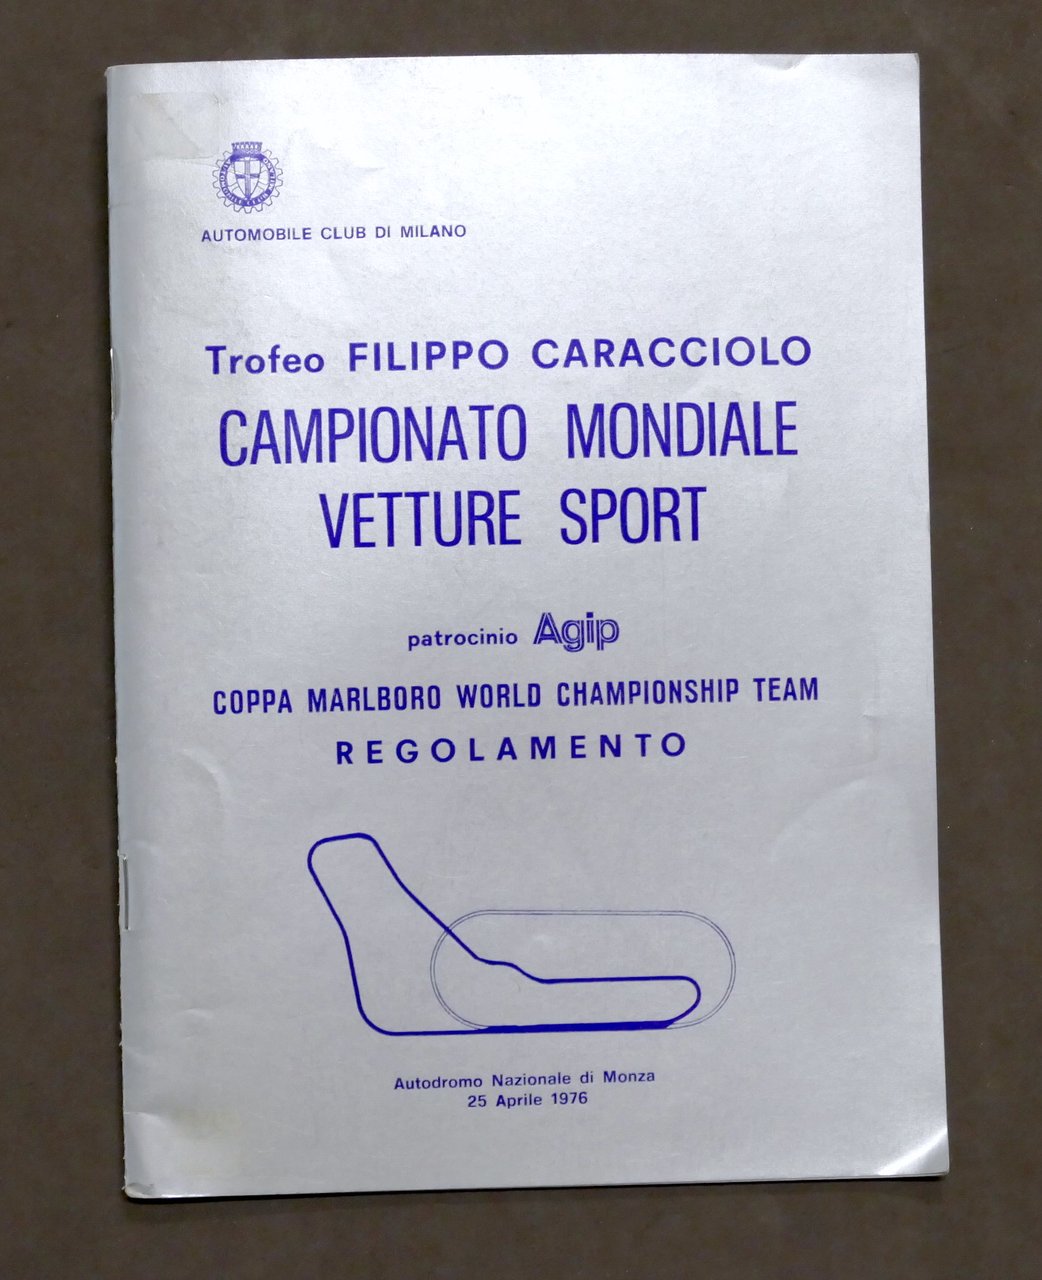 AUTOMOBILE CLUB DI MILANO
Trofeo FILIPPO CARACCIOLO
CAMPIONATO MONDIALE
VETTURE SPORT
patrocinio Agip
COPPA MARLBORO WORLD CHAMPIONSHIP TEAM
REGOLAMENTO
Autodromo Nazionale di Monza
25 Aprile 1976